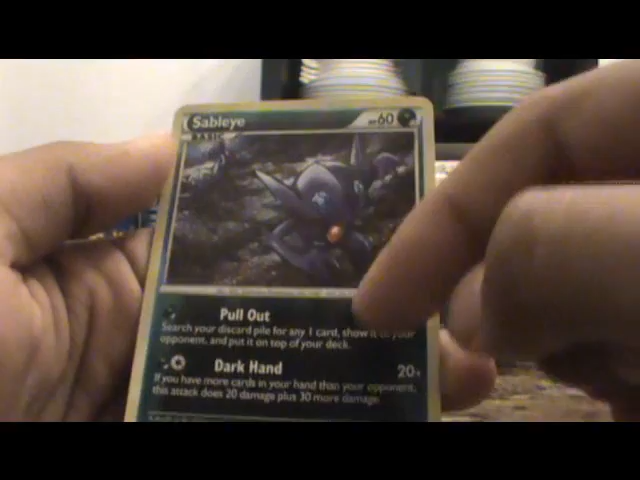 Sableye
HP 60
BASIC
Pull Out
Search your discard pile for any 1 card, show it to your
opponent, and put it on top of your deck.
Dark Hand 20+
If you have more cards in your hand than your opponent,
this attack does 20 damage plus 30 more damage.